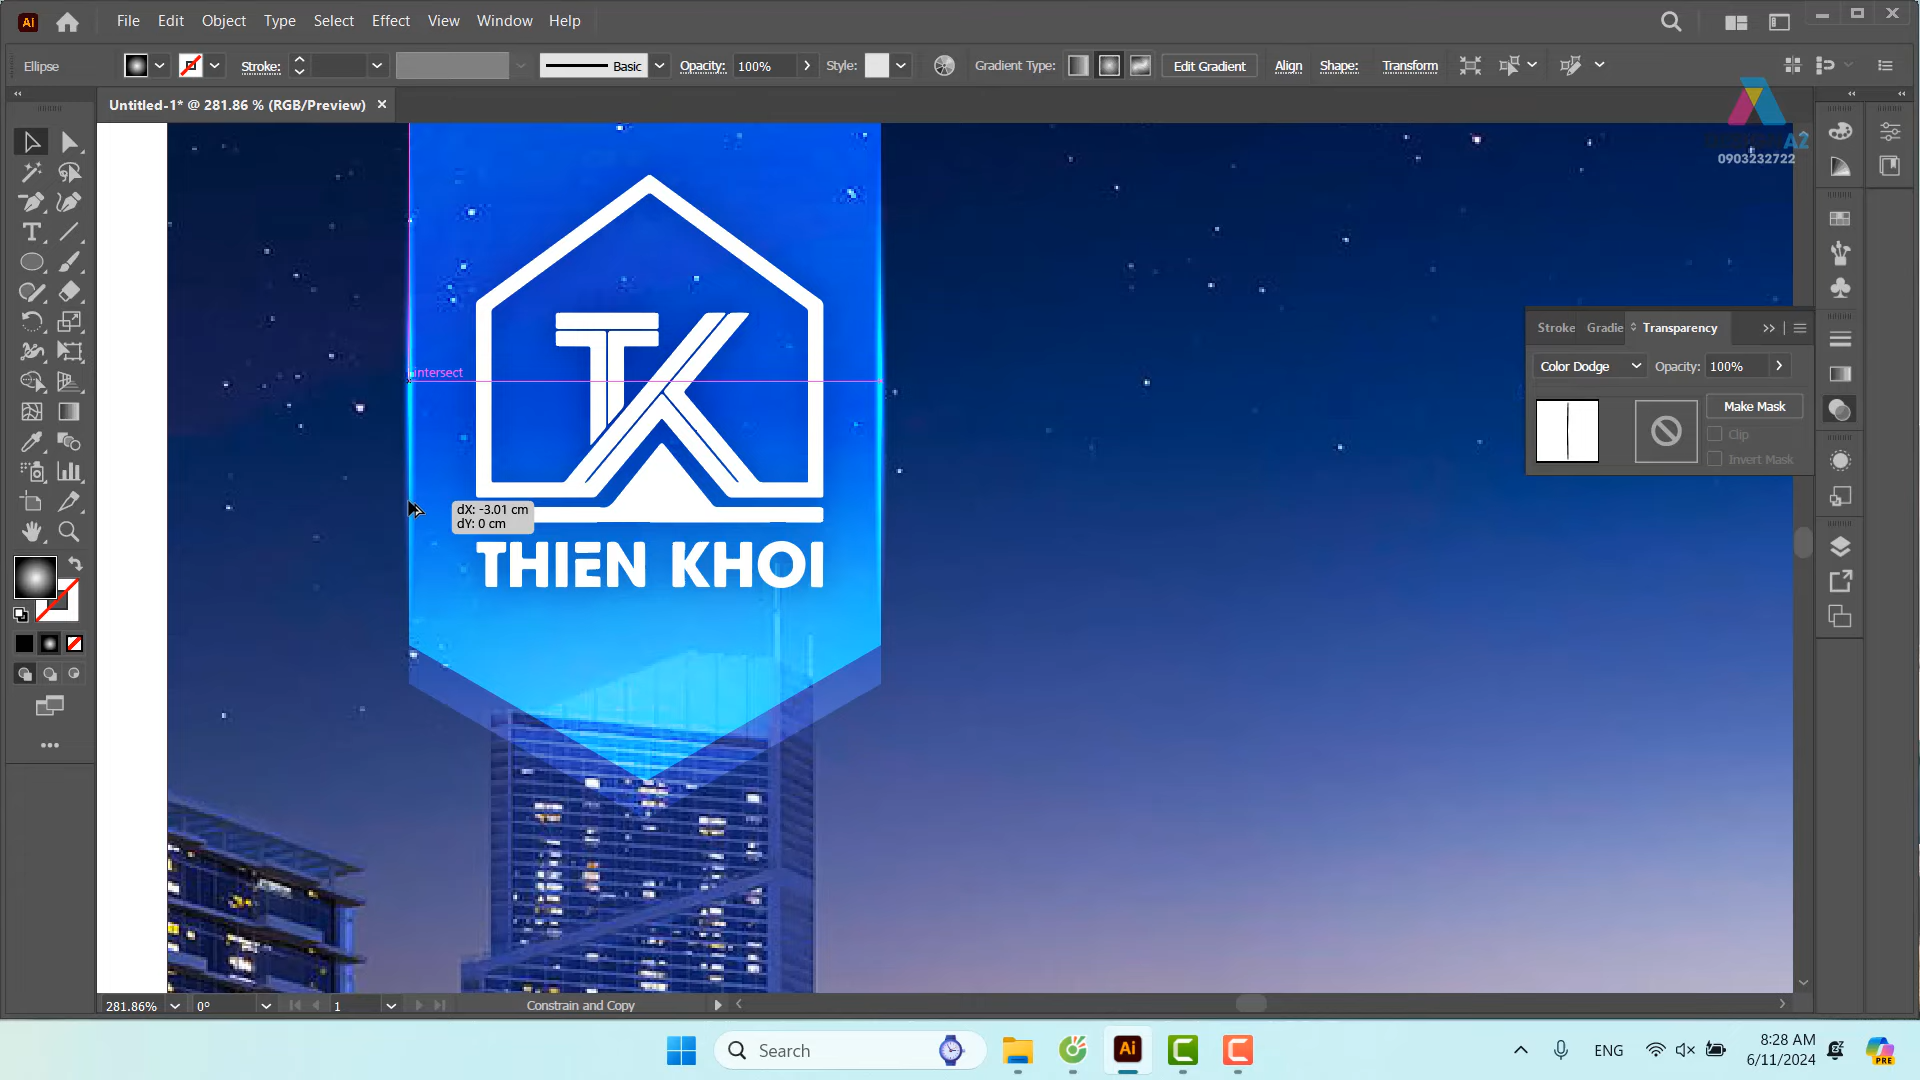 Ai File Edit Object Type Select Effect View Window Help
Ellipse Stroke: Basic Opacity: 100% Style: Gradient Type: Edit Gradient Align Shape: Transform
Untitled-1* @ 281.86 % (RGB/Preview)
A2
0903232722
Stroke Gradie Transparency
Color Dodge Opacity: 100%
Make Mask
Clip
Invert Mask
intersect
TK
dX: -3.01 cm
dY: 0 cm
THIEN KHOI
281.86% 0° 1 Constrain and Copy
Search
Ai
ENG
8:28 AM
6/11/2024
PRE